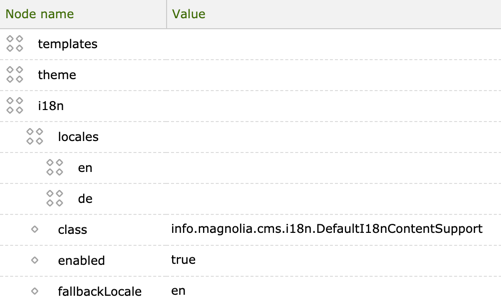 Node name Value
templates
theme
i18n
locales
en
de
class info.magnolia.cms.i18n.DefaultI18nContentSupport
enabled true
fallbackLocale en